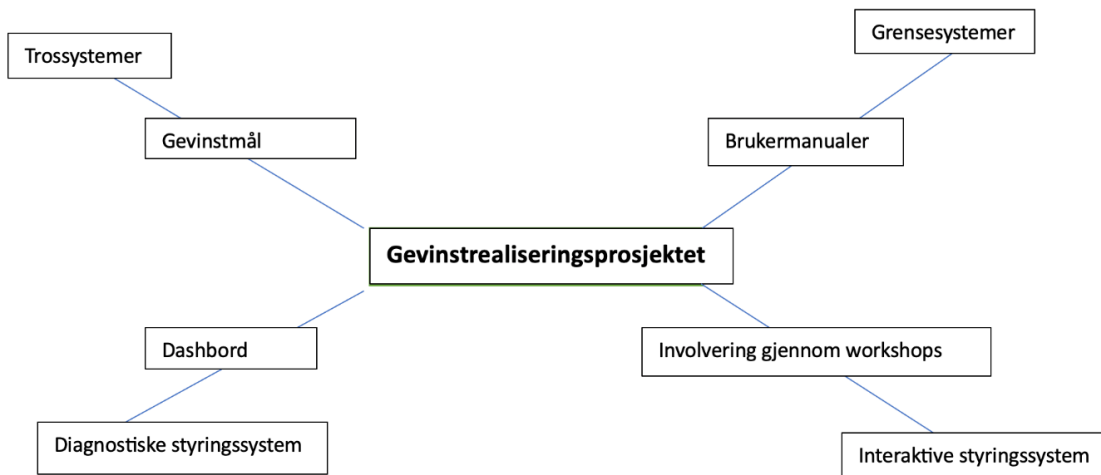 Grensesystemer
Trossystemer
Gevinstmål
Brukermanualer
Gevinstrealiseringsprosjektet
Dashbord
Involvering gjennom workshops
Diagnostiske styringssystem
Interaktive styringssystem